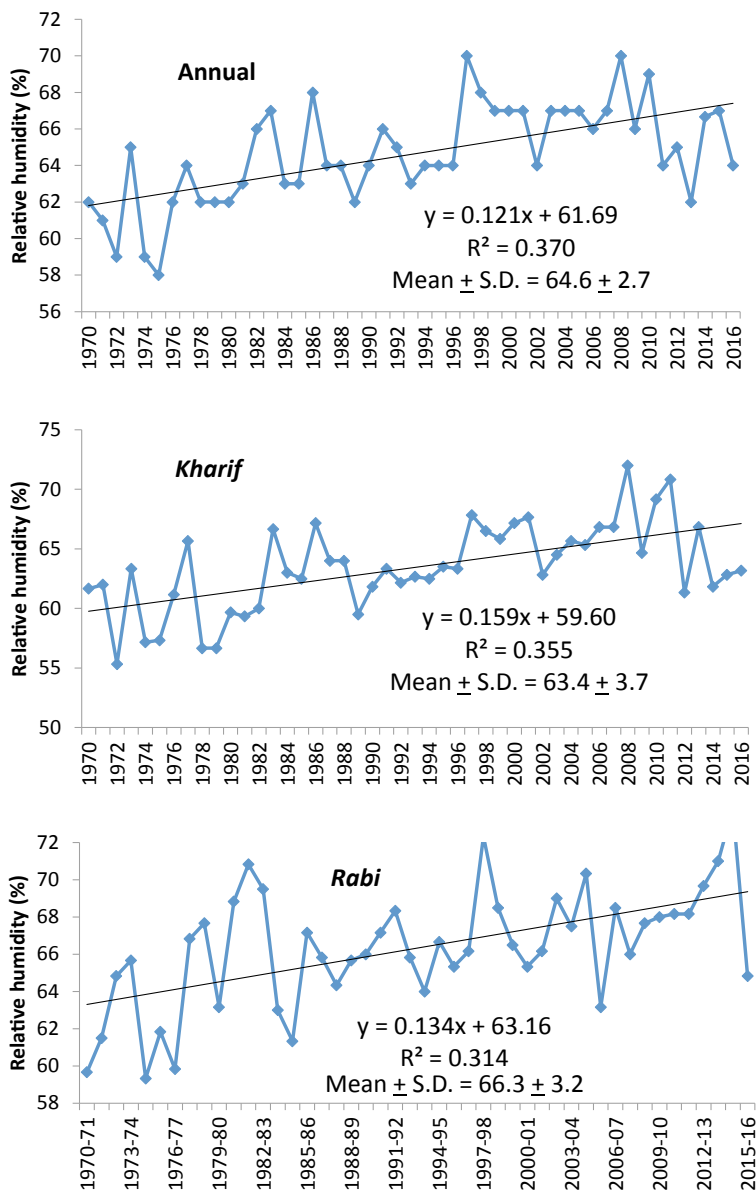 Annual
Relative humidity (%)
72
70
68
66
64
62
60
58
56
y = 0.121x + 61.69
R² = 0.370
Mean ± S.D. = 64.6 ± 2.7
1970 1972 1974 1976 1978 1980 1982 1984 1986 1988 1990 1992 1994 1996 1998 2000 2002 2004 2006 2008 2010 2012 2014 2016
Kharif
Relative humidity (%)
75
70
65
60
55
50
y = 0.159x + 59.60
R² = 0.355
Mean ± S.D. = 63.4 ± 3.7
1970 1972 1974 1976 1978 1980 1982 1984 1986 1988 1990 1992 1994 1996 1998 2000 2002 2004 2006 2008 2010 2012 2014 2016
Rabi
Relative humidity (%)
72
70
68
66
64
62
60
58
y = 0.134x + 63.16
R² = 0.314
Mean ± S.D. = 66.3 ± 3.2
1970-71 1973-74 1976-77 1979-80 1982-83 1985-86 1988-89 1991-92 1994-95 1997-98 2000-01 2003-04 2006-07 2009-10 2012-13 2015-16